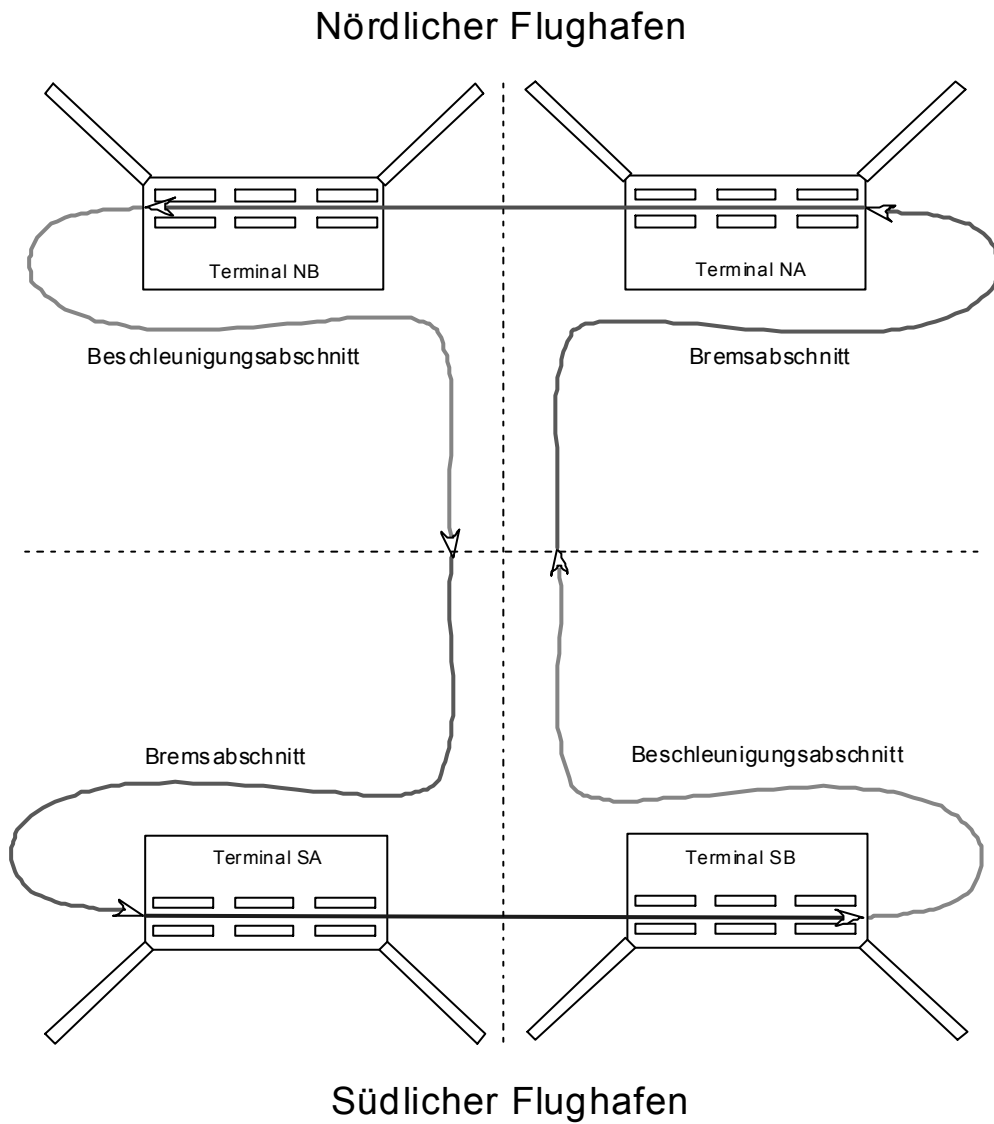 Nördlicher Flughafen
Terminal NB
Terminal NA
Beschleunigungsabschnitt
Bremsabschnitt
Bremsabschnitt
Beschleunigungsabschnitt
Terminal SA
Terminal SB
Südlicher Flughafen